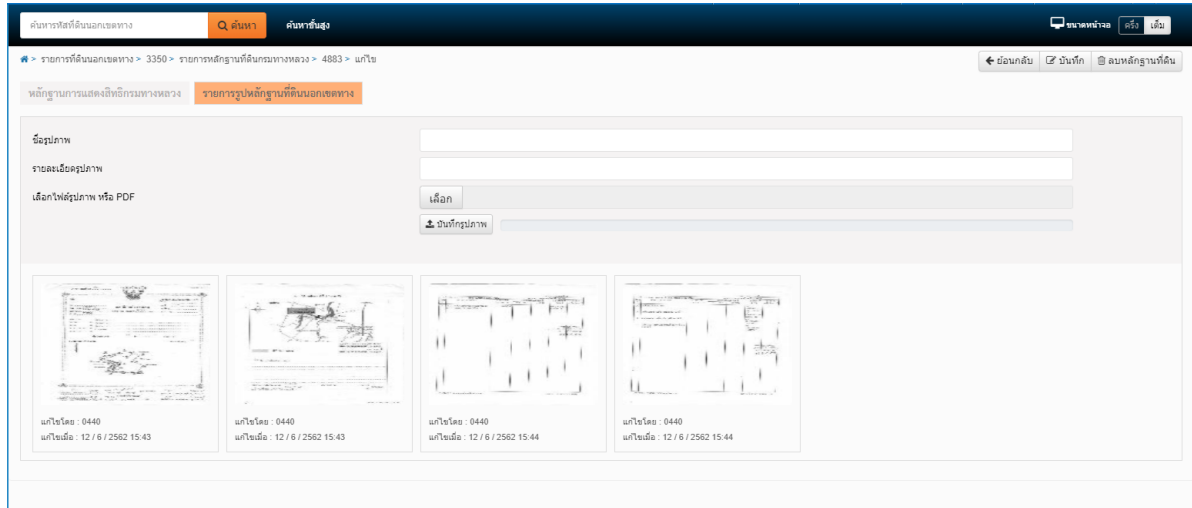 ค้นหารหัสที่ดินนอกเขตทาง ค้นหา ค้นหาขั้นสูง ขนาดหน้าจอ ครึ่ง เต็ม
> รายการที่ดินนอกเขตทาง > 3350 > รายการหลักฐานที่ดินกรมทางหลวง > 4883 > แก้ไข ย้อนกลับ บันทึก ลบหลักฐานที่ดิน
หลักฐานการแสดงสิทธิกรมทางหลวง รายการรูปหลักฐานที่ดินนอกเขตทาง
ชื่อรูปภาพ
รายละเอียดรูปภาพ
เลือกไฟล์รูปภาพ หรือ PDF เลือก
บันทึกรูปภาพ
แก้ไขโดย : 0440 แก้ไขโดย : 0440 แก้ไขโดย : 0440 แก้ไขโดย : 0440
แก้ไขเมื่อ : 12 / 6 / 2562 15:43 แก้ไขเมื่อ : 12 / 6 / 2562 15:43 แก้ไขเมื่อ : 12 / 6 / 2562 15:44 แก้ไขเมื่อ : 12 / 6 / 2562 15:44